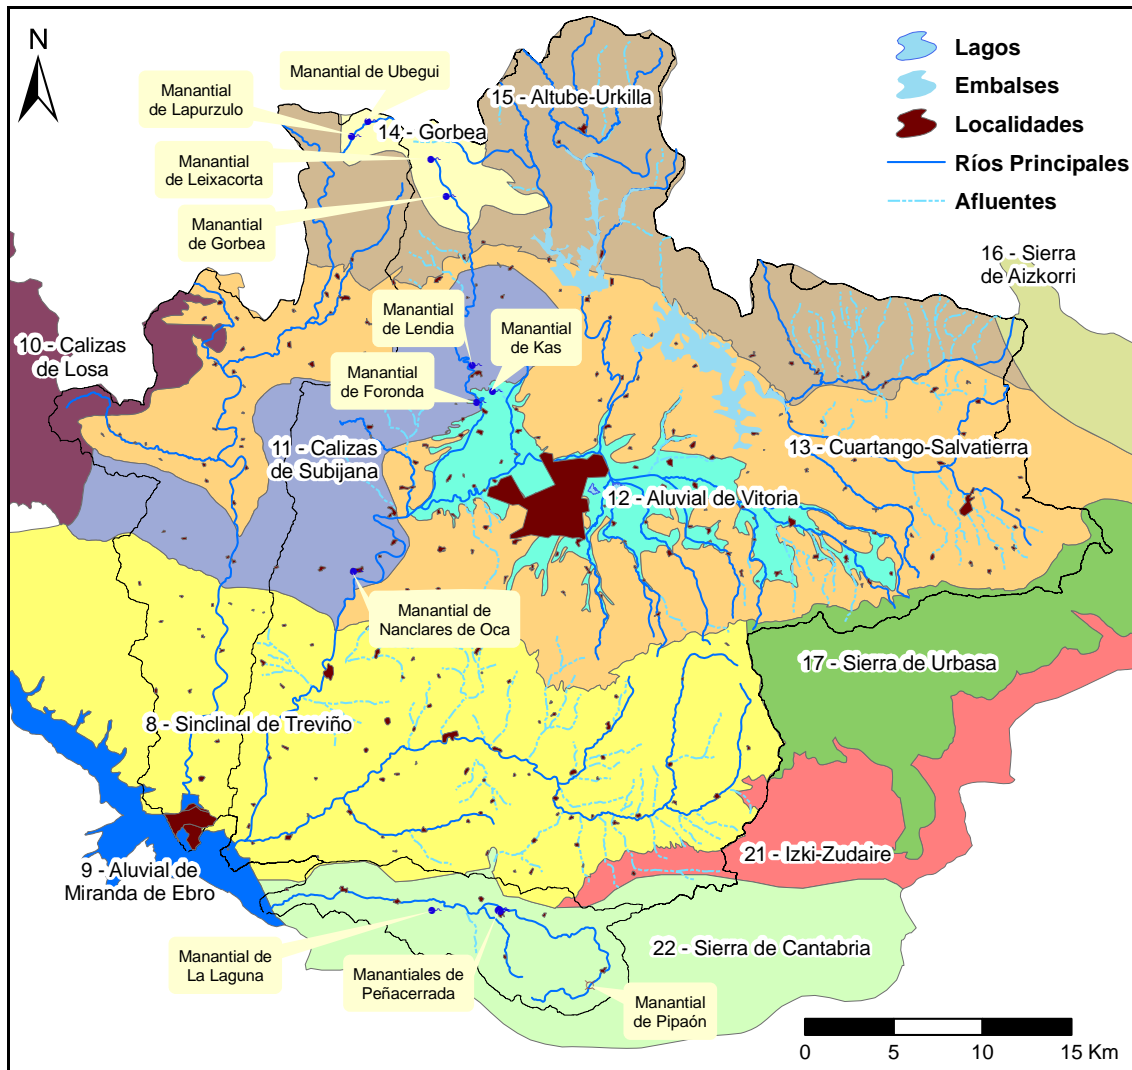 N
Manantial de Ubegui
Manantial
de Lapurzulo
15 - Altube-Urkilla
14 - Gorbea
Manantial
de Leixacorta
Manantial
de Gorbea
Lagos
Embalses
Localidades
Ríos Principales
Afluentes
16 - Sierra
de Aizkorri
Manantial
de Lendia
Manantial
de Kas
10 - Calizas
de Losa
Manantial
de Foronda
11 - Calizas
de Subijana
13 - Cuartango-Salvatierra
12 - Aluvial de Vitoria
Manantial de
Nanclares de Oca
17 - Sierra de Urbasa
8 - Sinclinal de Treviño
9 - Aluvial de
Miranda de Ebro
21 - Izki-Zudaire
22 - Sierra de Cantabria
Manantial de
La Laguna
Manantiales de
Peñacerrada
Manantial
de Pipaón
0 5 10 15 Km